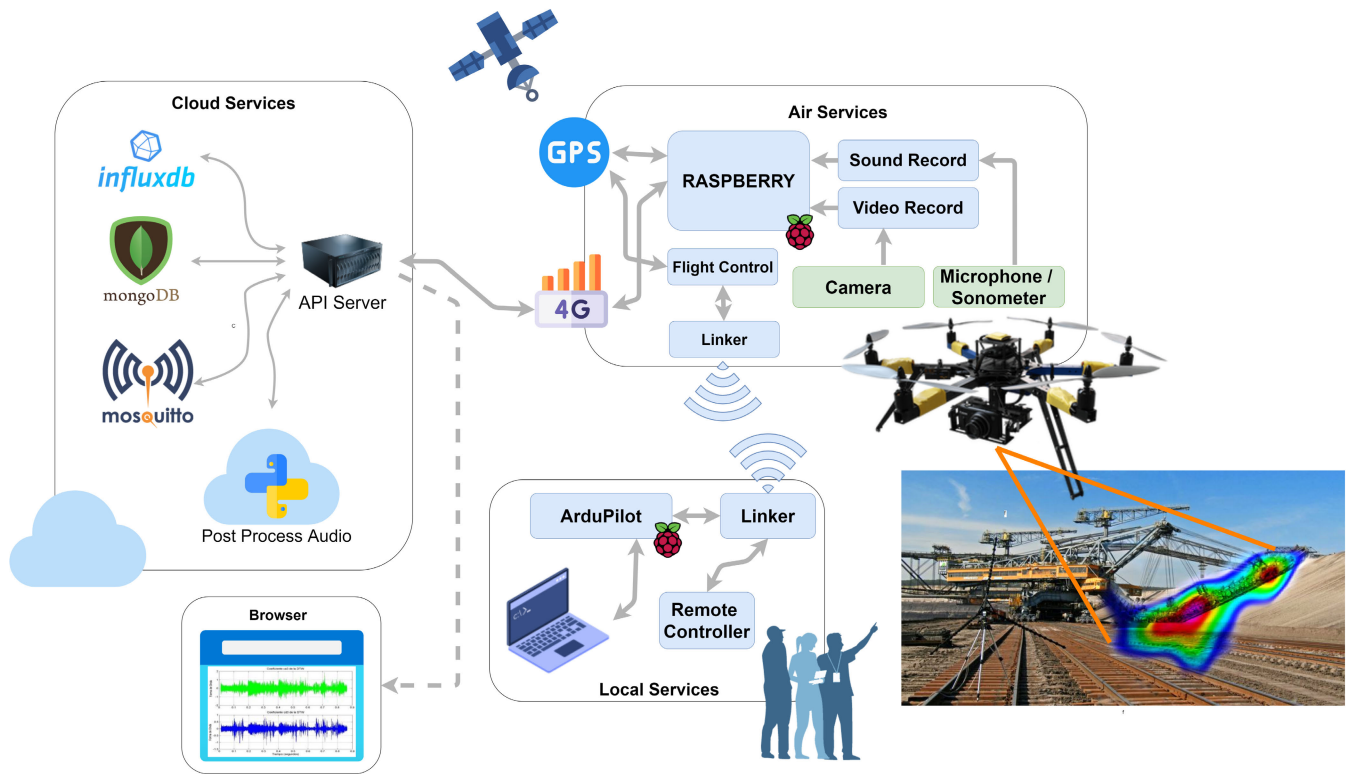 Cloud Services
influxdb
mongoDB
API Server
c
mosquitto
Post Process Audio
Air Services
GPS
RASPBERRY
Sound Record
Video Record
Flight Control
Camera
Microphone /
Sonometer
4G
Linker
ArduPilot
Linker
Remote
Controller
Local Services
Browser